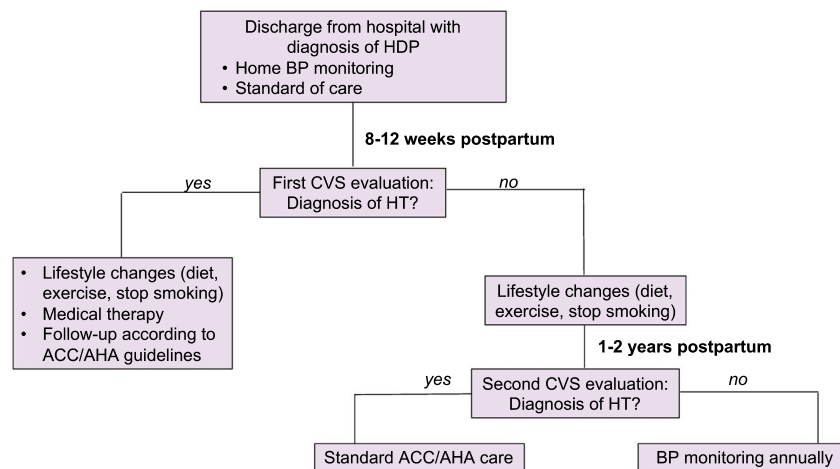 Discharge from hospital with
diagnosis of HDP
• Home BP monitoring
• Standard of care
8-12 weeks postpartum
yes
First CVS evaluation:
Diagnosis of HT?
no
• Lifestyle changes (diet,
exercise, stop smoking)
• Medical therapy
• Follow-up according to
ACC/AHA guidelines
Lifestyle changes (diet,
exercise, stop smoking)
1-2 years postpartum
yes
Second CVS evaluation:
Diagnosis of HT?
no
Standard ACC/AHA care
BP monitoring annually